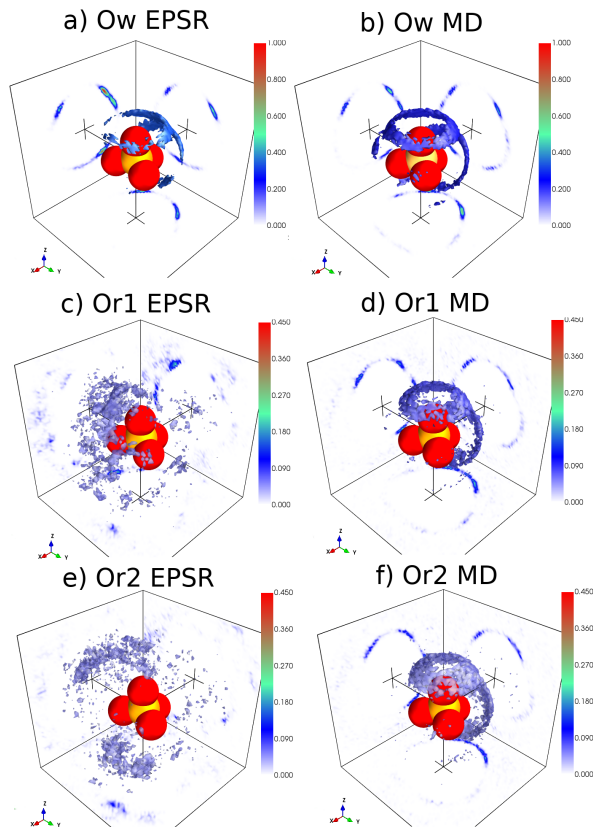 a) Ow EPSR
b) Ow MD
1.000
0.800
0.600
0.400
0.200
0.000
Z
X
Y
1.000
0.800
0.600
0.400
0.200
0.000
Z
X
Y
c) Or1 EPSR
d) Or1 MD
0.450
0.360
0.270
0.180
0.090
0.000
Z
X
Y
0.450
0.360
0.270
0.180
0.090
0.000
Z
X
Y
e) Or2 EPSR
f) Or2 MD
0.450
0.360
0.270
0.180
0.090
0.000
Z
X
Y
0.450
0.360
0.270
0.180
0.090
0.000
Z
X
Y